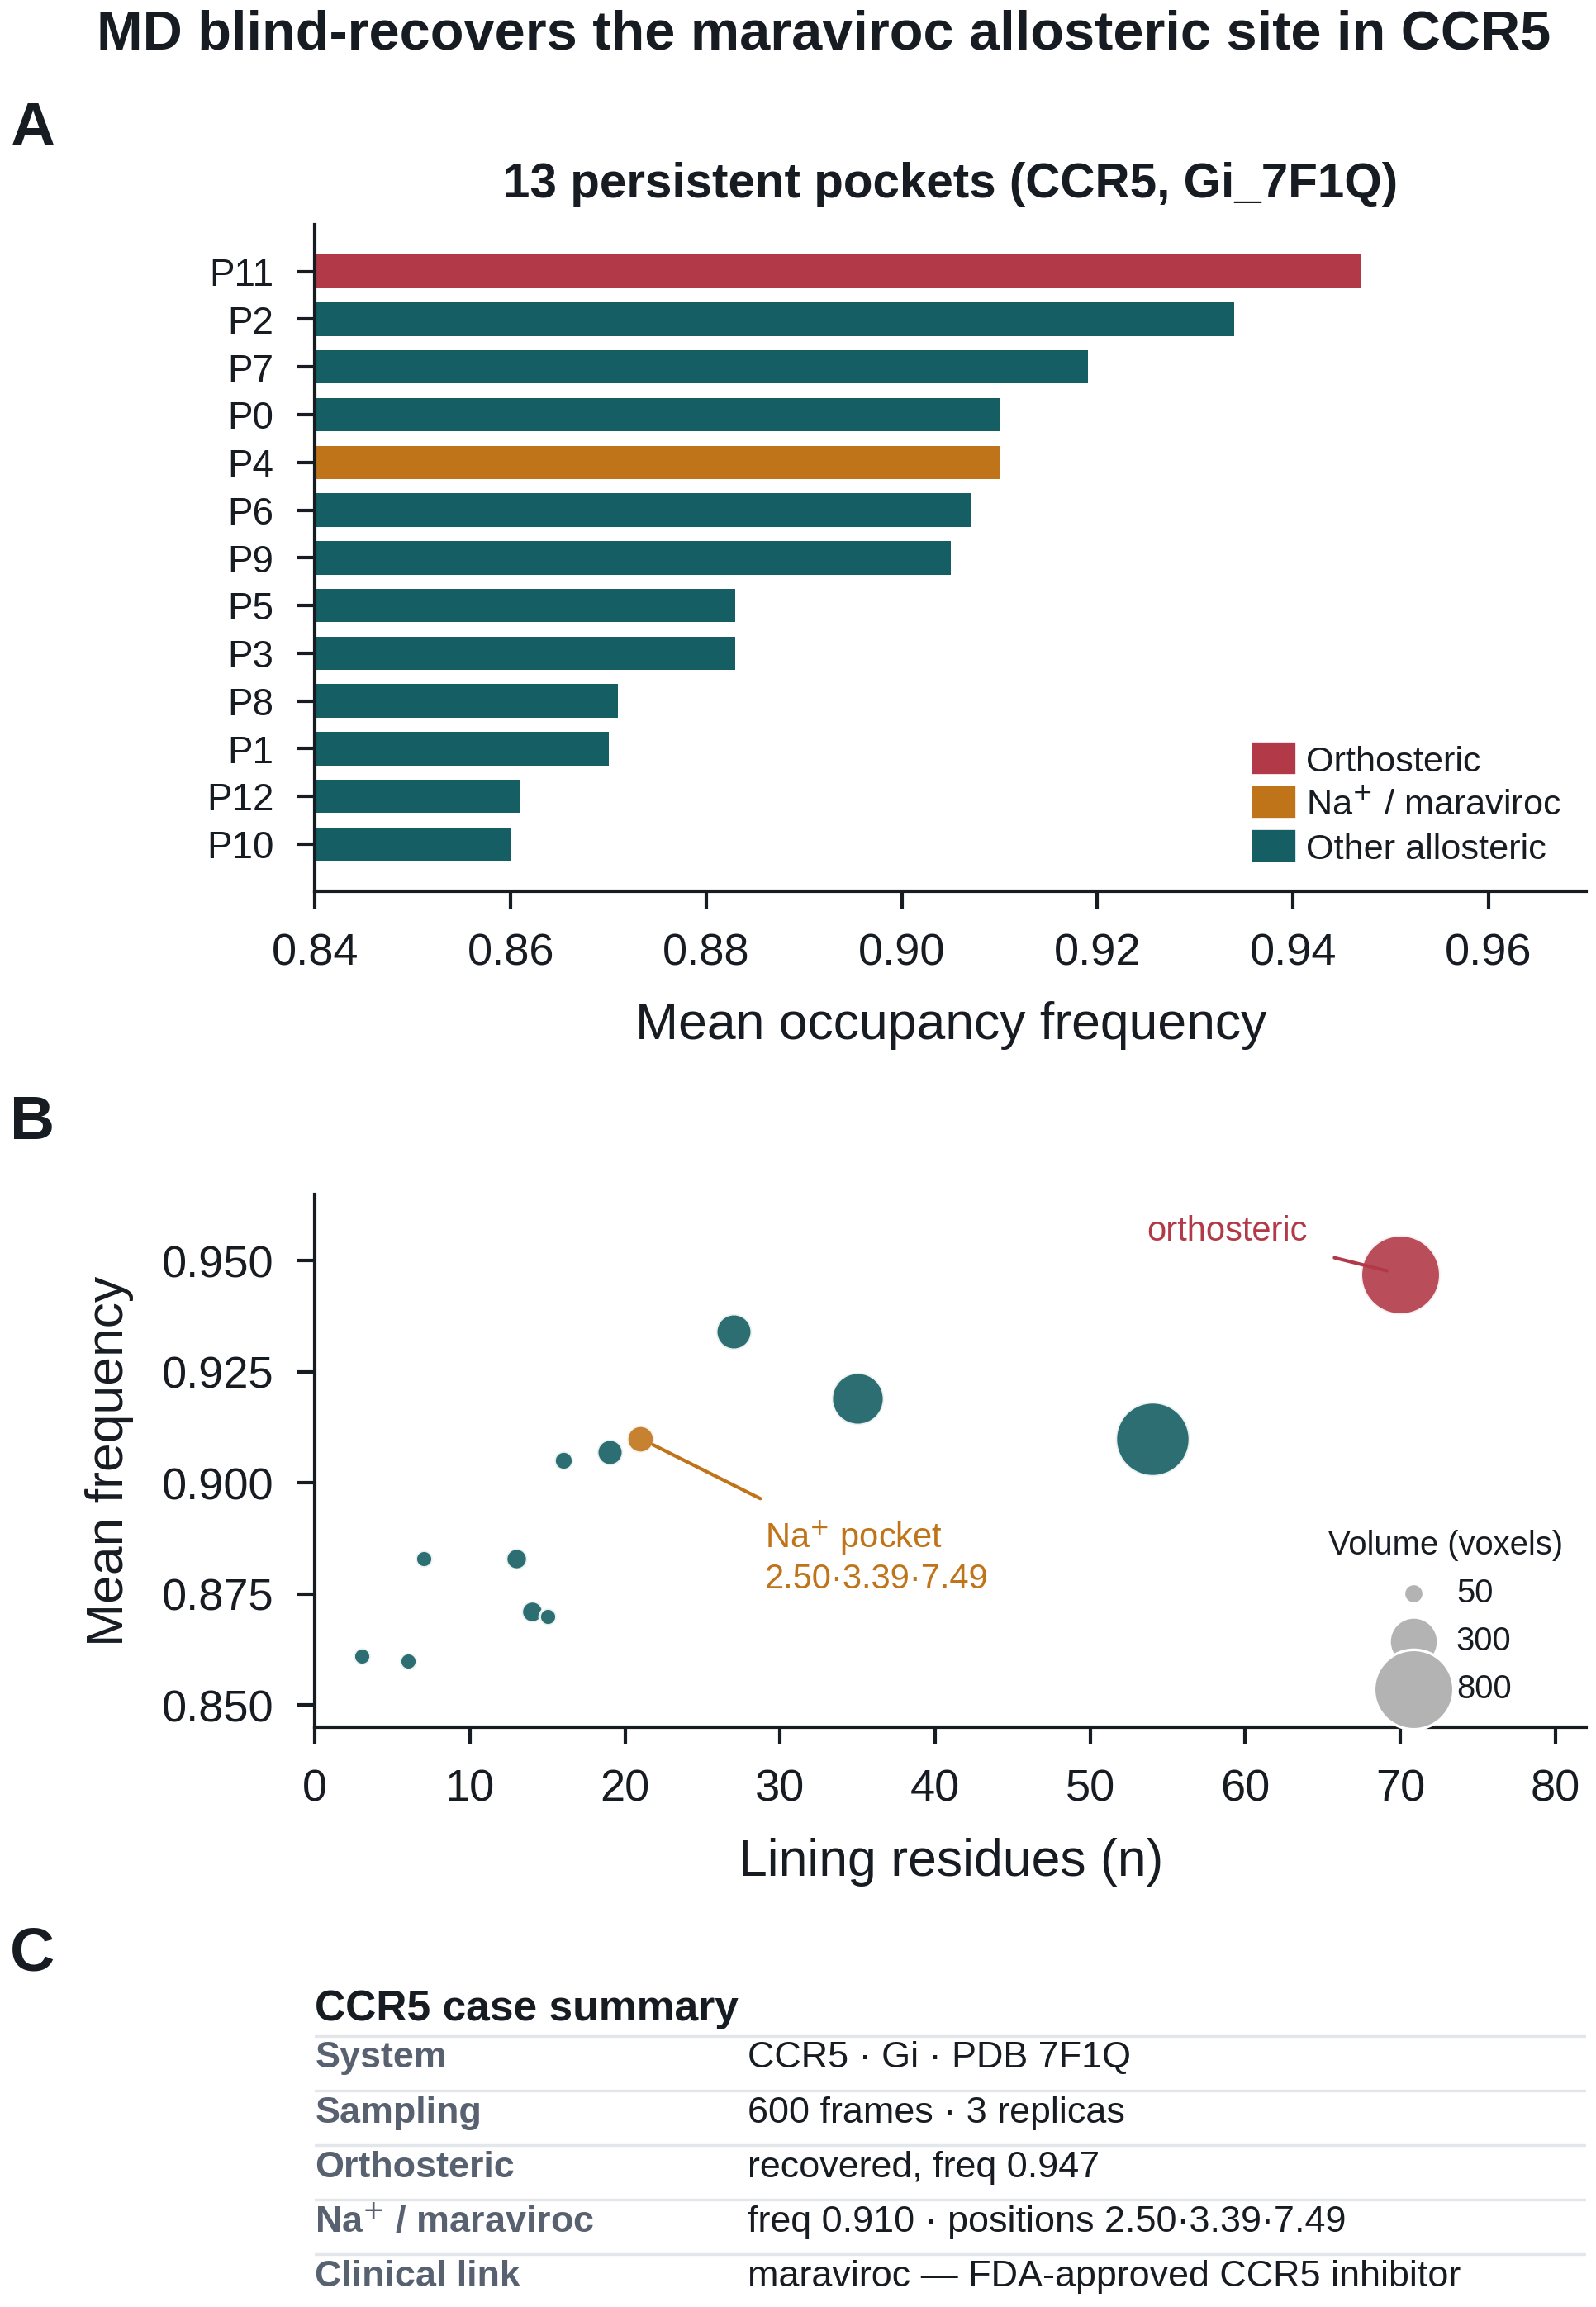 MD blind-recovers the maraviroc allosteric site in CCR5
A
13 persistent pockets (CCR5, Gi_7F1Q)
P11
P2
P7
P0
P4
P6
P9
P5
P3
P8
P1
P12
P10
Orthosteric
Na⁺ / maraviroc
Other allosteric
0.84 0.86 0.88 0.90 0.92 0.94 0.96
Mean occupancy frequency
B
orthosteric
0.950
0.925
0.900
0.875
0.850
Mean frequency
Na⁺ pocket
2.50·3.39·7.49
Volume (voxels)
50
300
800
0 10 20 30 40 50 60 70 80
Lining residues (n)
C
CCR5 case summary
System CCR5 · Gi · PDB 7F1Q
Sampling 600 frames · 3 replicas
Orthosteric recovered, freq 0.947
Na⁺ / maraviroc freq 0.910 · positions 2.50·3.39·7.49
Clinical link maraviroc — FDA-approved CCR5 inhibitor